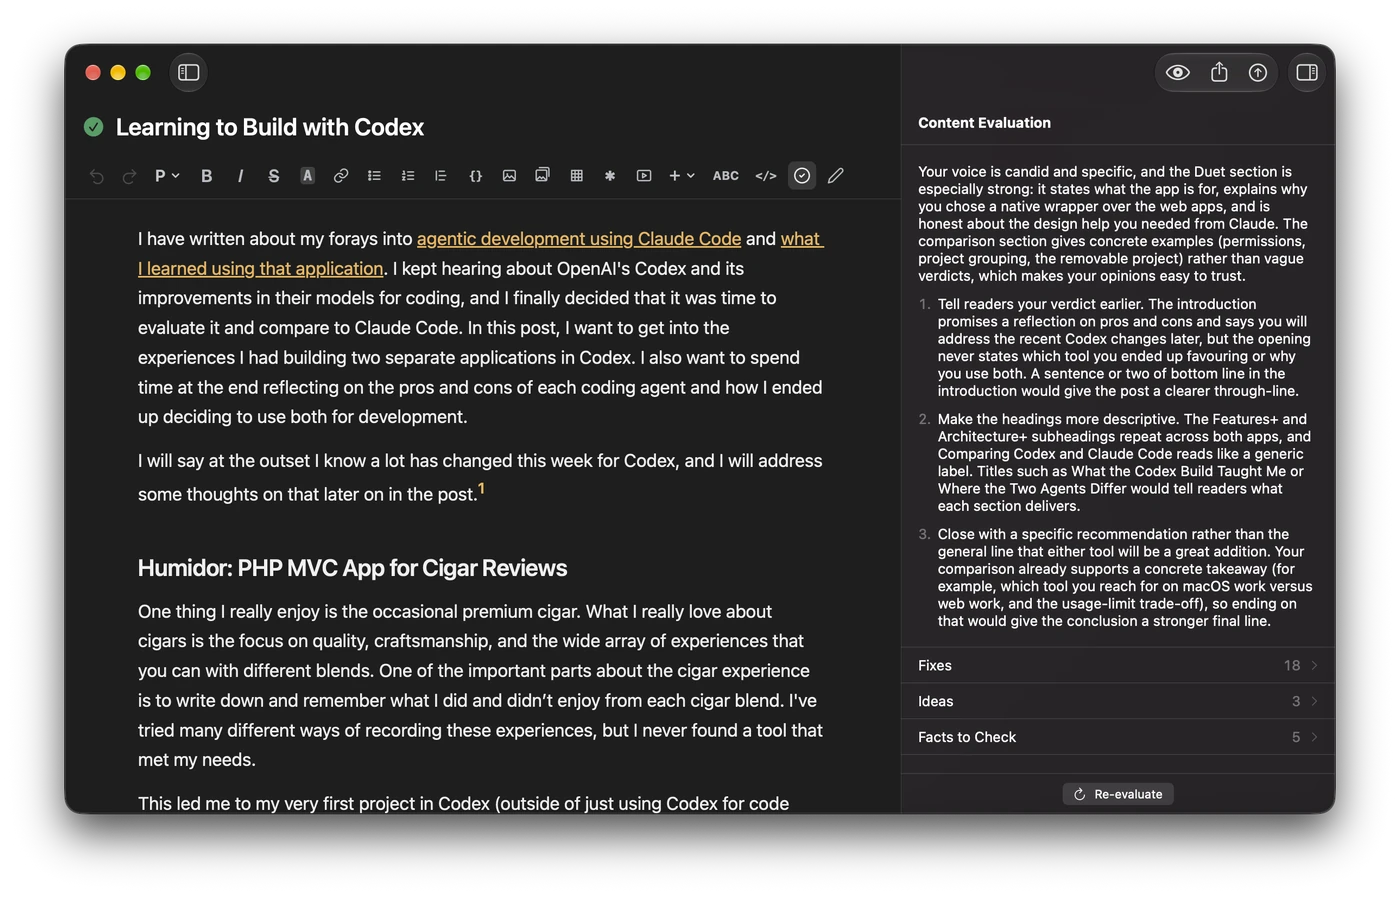 Learning to Build with Codex
P
B
I
S
A
{}
ABC
</>
I have written about my forays into agentic development using Claude Code and what
I learned using that application. I kept hearing about OpenAI's Codex and its
improvements in their models for coding, and I finally decided that it was time to
evaluate it and compare to Claude Code. In this post, I want to get into the
experiences I had building two separate applications in Codex. I also want to spend
time at the end reflecting on the pros and cons of each coding agent and how I ended
up deciding to use both for development.
I will say at the outset I know a lot has changed this week for Codex, and I will address
some thoughts on that later on in the post.1
Humidor: PHP MVC App for Cigar Reviews
One thing I really enjoy is the occasional premium cigar. What I really love about
cigars is the focus on quality, craftsmanship, and the wide array of experiences that
you can with different blends. One of the important parts about the cigar experience
is to write down and remember what I did and didn’t enjoy from each cigar blend. I've
tried many different ways of recording these experiences, but I never found a tool that
met my needs.
This led me to my very first project in Codex (outside of just using Codex for code
Content Evaluation
Your voice is candid and specific, and the Duet section is
especially strong: it states what the app is for, explains why
you chose a native wrapper over the web apps, and is
honest about the design help you needed from Claude. The
comparison section gives concrete examples (permissions,
project grouping, the removable project) rather than vague
verdicts, which makes your opinions easy to trust.
1. Tell readers your verdict earlier. The introduction
promises a reflection on pros and cons and says you will
address the recent Codex changes later, but the opening
never states which tool you ended up favouring or why
you use both. A sentence or two of bottom line in the
introduction would give the post a clearer through-line.
2. Make the headings more descriptive. The Features+ and
Architecture+ subheadings repeat across both apps, and
Comparing Codex and Claude Code reads like a generic
label. Titles such as What the Codex Build Taught Me or
Where the Two Agents Differ would tell readers what
each section delivers.
3. Close with a specific recommendation rather than the
general line that either tool will be a great addition. Your
comparison already supports a concrete takeaway (for
example, which tool you reach for on macOS work versus
web work, and the usage-limit trade-off), so ending on
that would give the conclusion a stronger final line.
Fixes 18
Ideas 3
Facts to Check 5
Re-evaluate